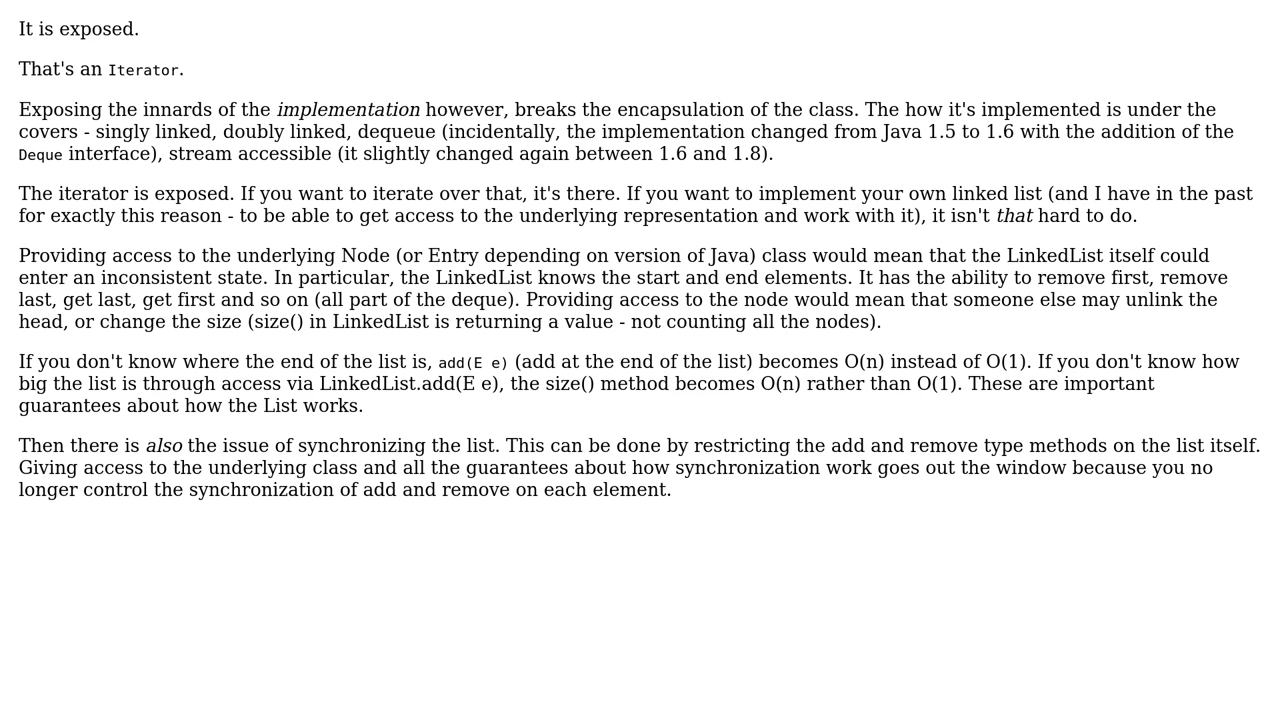 It is exposed.
That's an Iterator.
Exposing the innards of the implementation however, breaks the encapsulation of the class. The how it's implemented is under the
covers - singly linked, doubly linked, dequeue (incidentally, the implementation changed from Java 1.5 to 1.6 with the addition of the
Deque interface), stream accessible (it slightly changed again between 1.6 and 1.8).
The iterator is exposed. If you want to iterate over that, it's there. If you want to implement your own linked list (and I have in the past
for exactly this reason - to be able to get access to the underlying representation and work with it), it isn't that hard to do.
Providing access to the underlying Node (or Entry depending on version of Java) class would mean that the LinkedList itself could
enter an inconsistent state. In particular, the LinkedList knows the start and end elements. It has the ability to remove first, remove
last, get last, get first and so on (all part of the deque). Providing access to the node would mean that someone else may unlink the
head, or change the size (size() in LinkedList is returning a value - not counting all the nodes).
If you don't know where the end of the list is, add(E e) (add at the end of the list) becomes O(n) instead of O(1). If you don't know how
big the list is through access via LinkedList.add(E e), the size() method becomes O(n) rather than O(1). These are important
guarantees about how the List works.
Then there is also the issue of synchronizing the list. This can be done by restricting the add and remove type methods on the list itself.
Giving access to the underlying class and all the guarantees about how synchronization work goes out the window because you no
longer control the synchronization of add and remove on each element.